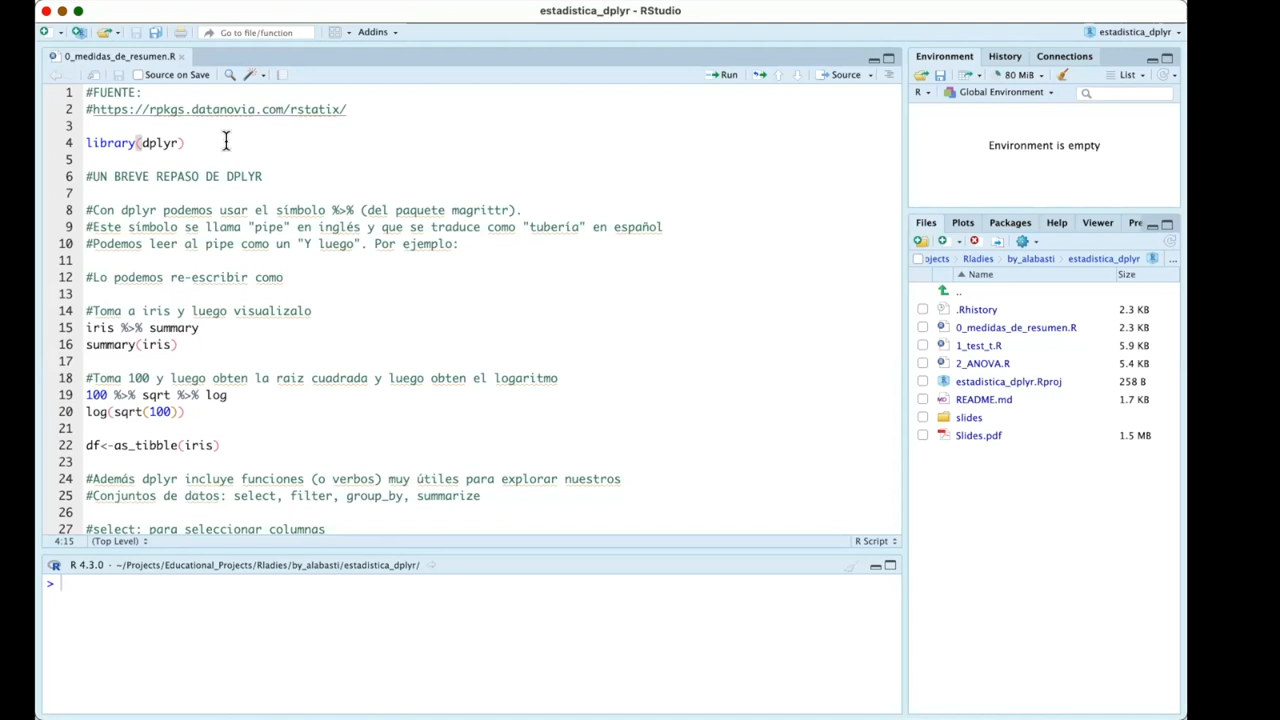 estadistica_dplyr - RStudio
Go to file/function
Addins
estadistica_dplyr
0_medidas_de_resumen.R
Source on Save
Run
Source
1 #FUENTE:
2 #https://rpkgs.datanovia.com/rstatix/
3
4 library(dplyr)
5
6 #UN BREVE REPASO DE DPLYR
7
8 #Con dplyr podemos usar el símbolo %>% (del paquete magrittr).
9 #Este símbolo se llama "pipe" en inglés y que se traduce como "tubería" en español
10 #Podemos leer al pipe como un "Y luego". Por ejemplo:
11
12 #Lo podemos re-escribir como
13
14 #Toma a iris y luego visualizalo
15 iris %>% summary
16 summary(iris)
17
18 #Toma 100 y luego obten la raiz cuadrada y luego obten el logaritmo
19 100 %>% sqrt %>% log
20 log(sqrt(100))
21
22 df<-as_tibble(iris)
23
24 #Además dplyr incluye funciones (o verbos) muy útiles para explorar nuestros
25 #Conjuntos de datos: select, filter, group_by, summarize
26
27 #select: para seleccionar columnas
4:15 (Top Level) R Script
R 4.3.0 · ~/Projects/Educational_Projects/Rladies/by_alabasti/estadistica_dplyr/
>
Environment History Connections
80 MiB List
R Global Environment
Environment is empty
Files Plots Packages Help Viewer Pre
ojects Rladies by_alabasti estadistica_dplyr ...
Name Size
..
.Rhistory 2.3 KB
0_medidas_de_resumen.R 2.3 KB
1_test_t.R 5.9 KB
2_ANOVA.R 5.4 KB
estadistica_dplyr.Rproj 258 B
README.md 1.7 KB
slides
Slides.pdf 1.5 MB